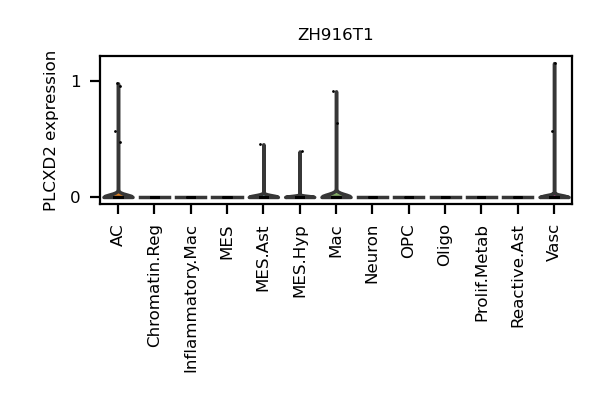 ZH916T1
PLCXD2 expression
1
0
AC
Chromatin.Reg
Inflammatory.Mac
MES
MES.Ast
MES.Hyp
Mac
Neuron
OPC
Oligo
Prolif.Metab
Reactive.Ast
Vasc